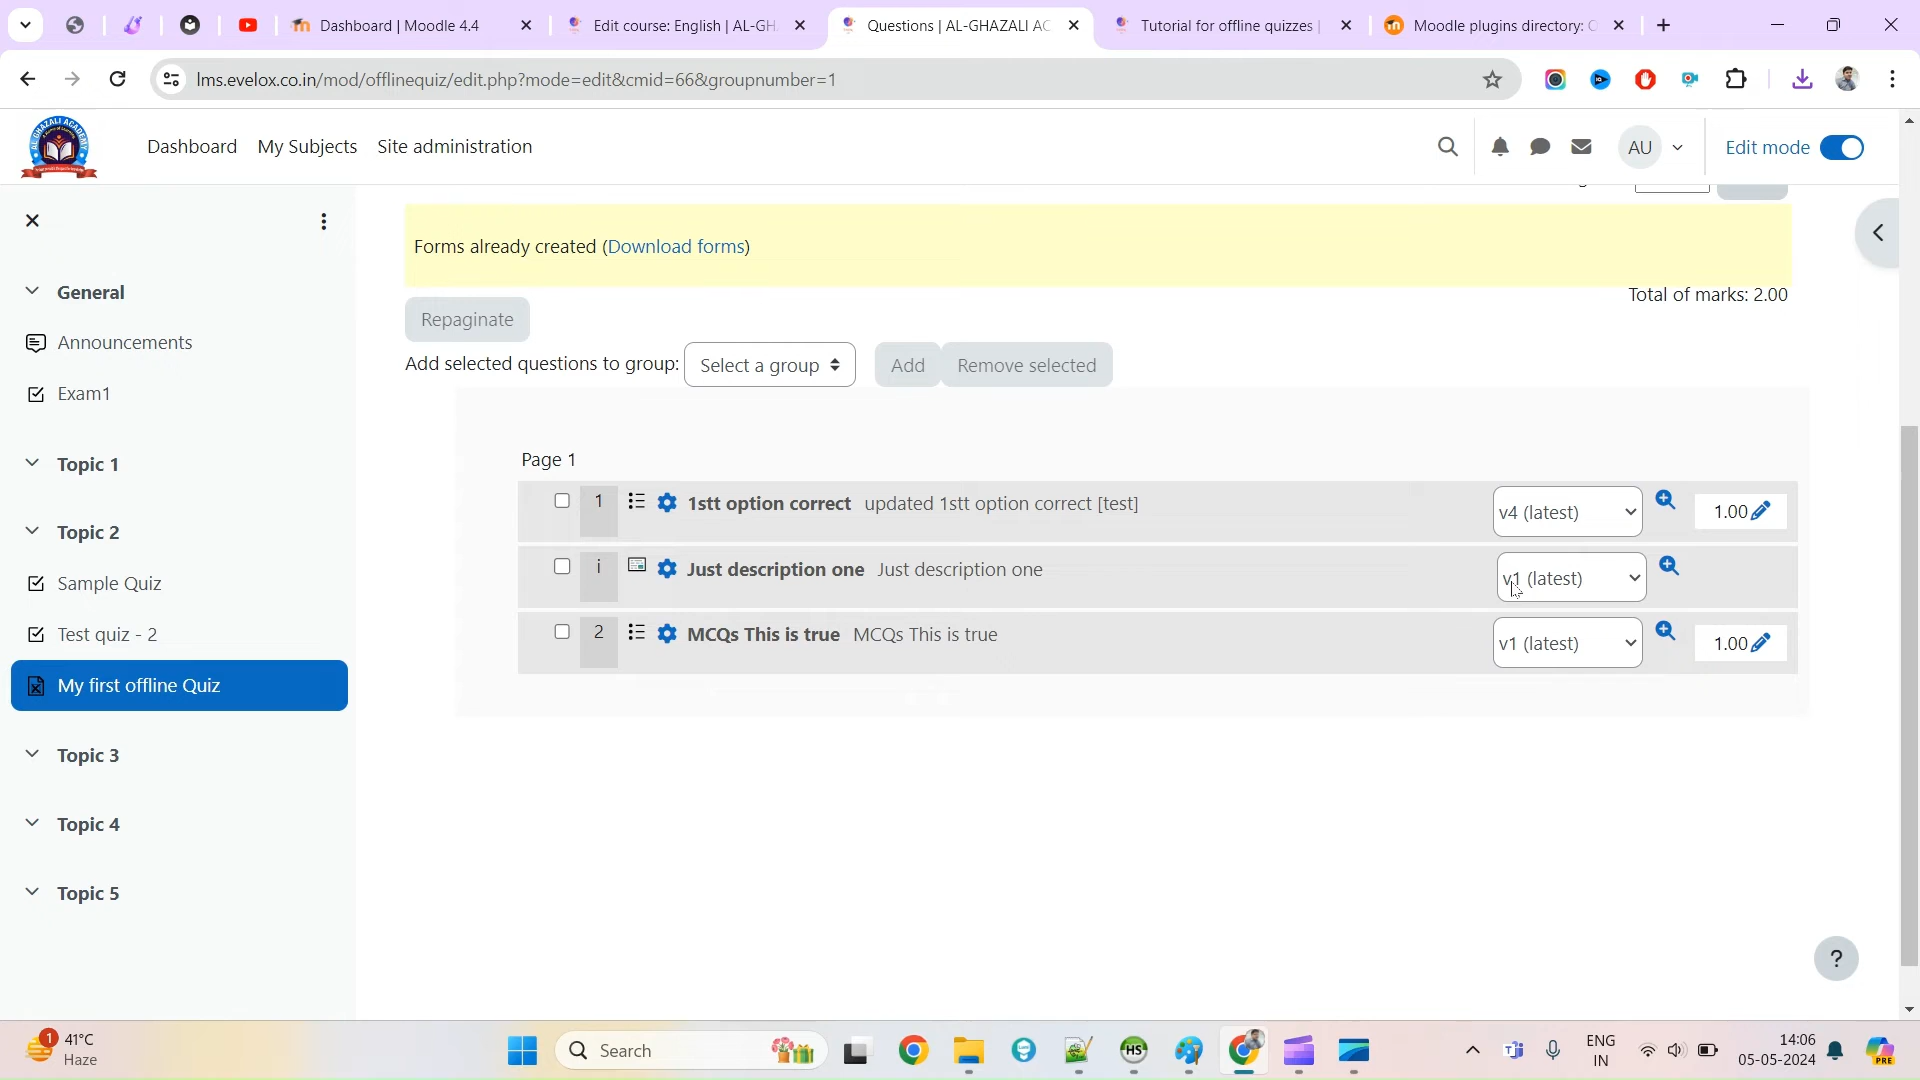 Dashboard | Moodle 4.4
Edit course: English | AL-GH
Questions | AL-GHAZALI AC
Tutorial for offline quizzes |
Moodle plugins directory: O
lms.evelox.co.in/mod/offlinequiz/edit.php?mode=edit&cmid=66&groupnumber=1
AL GHAZALI ACADEMY
Dashboard
My Subjects
Site administration
AU
Edit mode
General
Announcements
Exam1
Topic 1
Topic 2
Sample Quiz
Test quiz - 2
My first offline Quiz
Topic 3
Topic 4
Topic 5
Forms already created (Download forms)
Total of marks: 2.00
Repaginate
Add selected questions to group: Select a group Add Remove selected
Page 1
1 1stt option correct updated 1stt option correct [test] v4 (latest) 1.00
i Just description one Just description one v1 (latest)
2 MCQs This is true MCQs This is true v1 (latest) 1.00
?
1
41°C
Haze
Search
HS
ENG
IN
14:06
05-05-2024
PRE